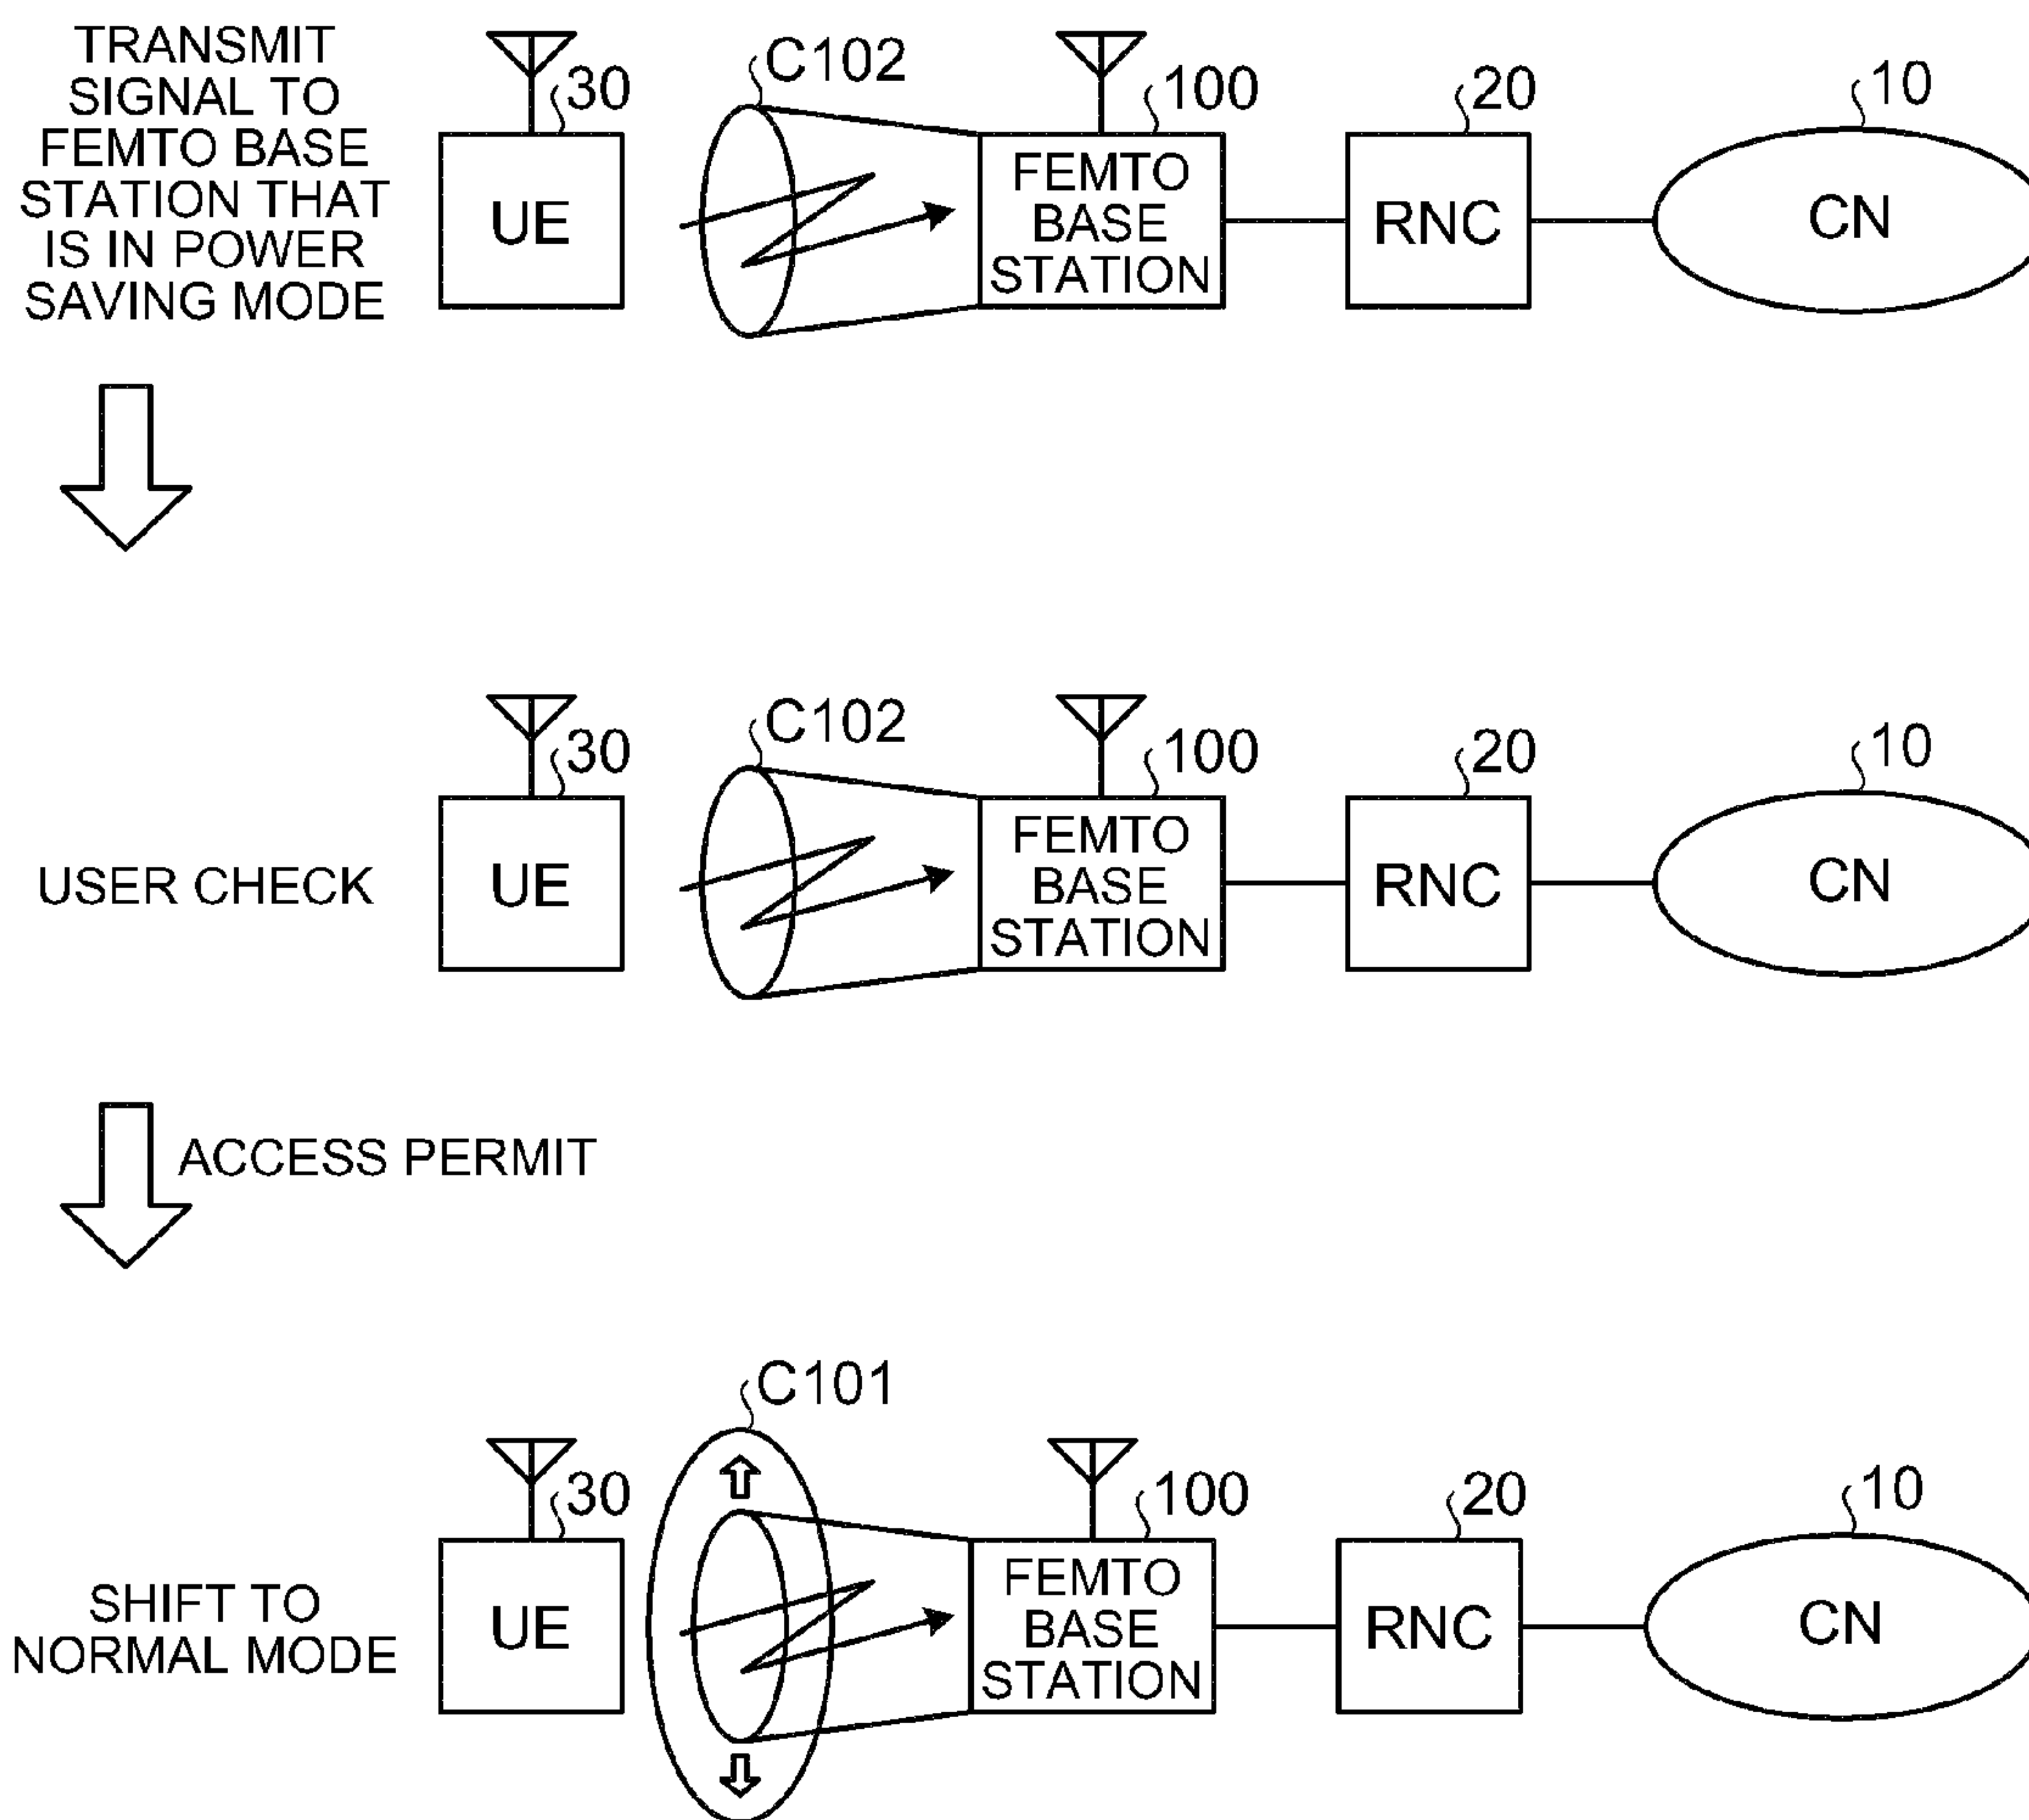 TRANSMIT
SIGNAL TO
FEMTO BASE
STATION THAT
IS IN POWER
SAVING MODE
30
UE
C102
100
FEMTO
BASE
STATION
20
RNC
10
CN
USER CHECK
30
UE
C102
100
FEMTO
BASE
STATION
20
RNC
10
CN
ACCESS PERMIT
SHIFT TO
NORMAL MODE
30
UE
C101
100
FEMTO
BASE
STATION
20
RNC
10
CN